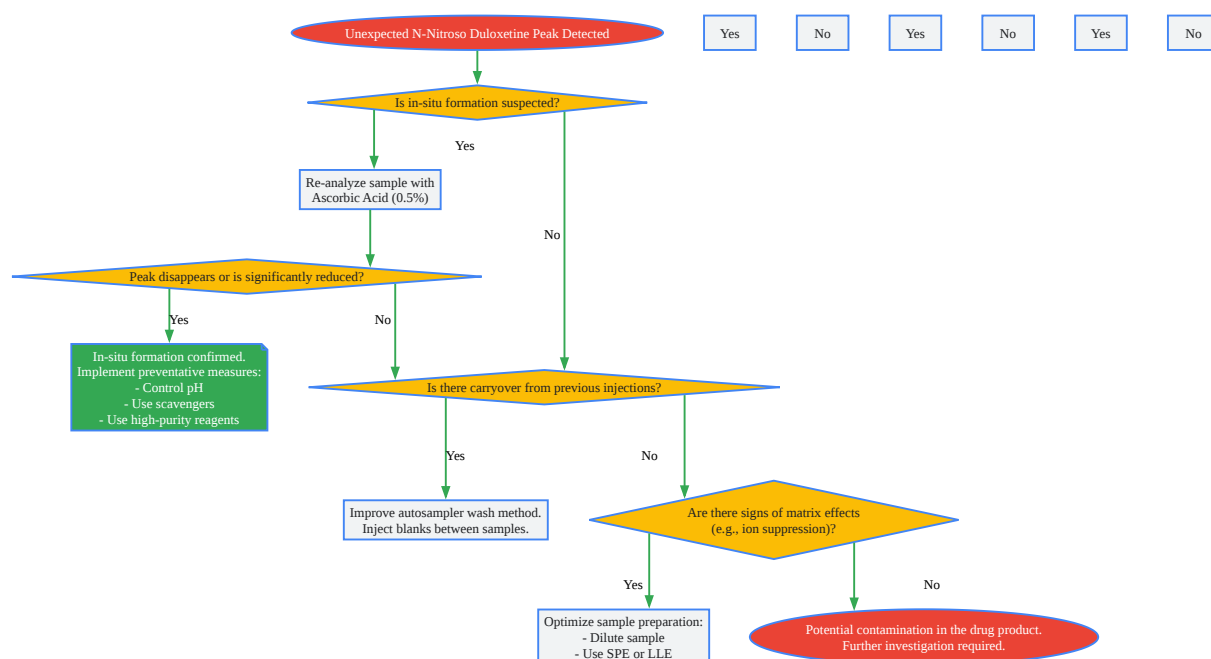 Unexpected N-Nitroso Duloxetine Peak Detected
Yes
No
Yes
No
Yes
No
Is in-situ formation suspected?
Yes
Re-analyze sample with
Ascorbic Acid (0.5%)
No
Peak disappears or is significantly reduced?
Yes
No
In-situ formation confirmed.
Implement preventative measures:
- Control pH
- Use scavengers
- Use high-purity reagents
Is there carryover from previous injections?
Yes
No
Improve autosampler wash method.
Inject blanks between samples.
Are there signs of matrix effects
(e.g., ion suppression)?
Yes
No
Optimize sample preparation:
- Dilute sample
- Use SPE or LLE
Potential contamination in the drug product.
Further investigation required.